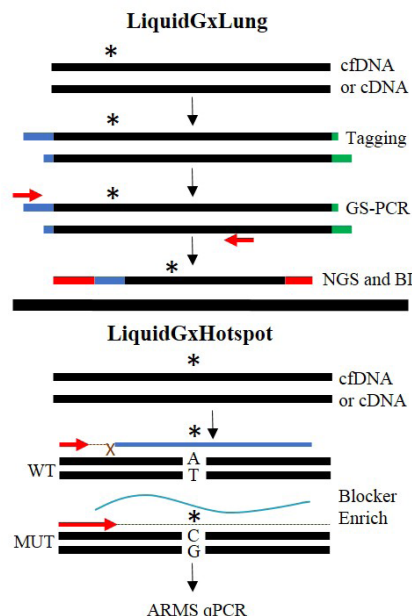 LiquidGxLung
*
cfDNA
or cDNA
*
Tagging
*
GS-PCR
*
NGS and BI
LiquidGxHotspot
*
cfDNA
or cDNA
*
X
A
WT
T
Blocker
Enrich
*
C
MUT
G
ARMS qPCR